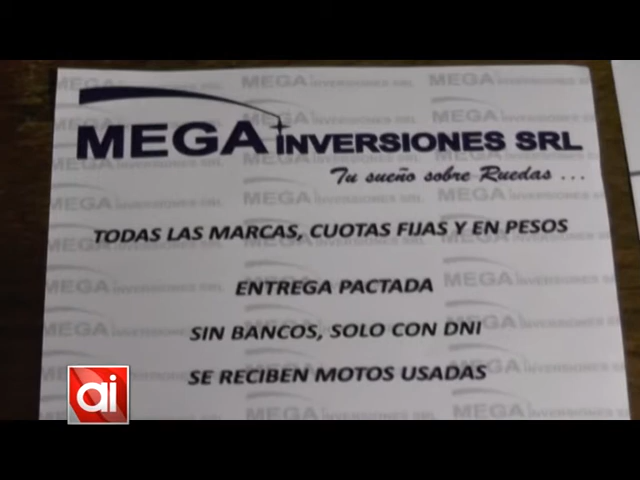 MEGA INVERSIONES SRL
Tu sueño sobre Ruedas ...
TODAS LAS MARCAS, CUOTAS FIJAS Y EN PESOS
ENTREGA PACTADA
SIN BANCOS, SOLO CON DNI
SE RECIBEN MOTOS USADAS
ai